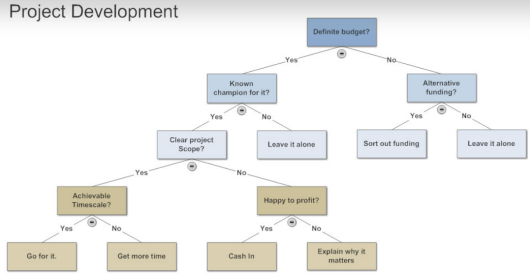 Project Development
Definite budget?
Yes
No
Known
champion for it?
Alternative
funding?
Yes
No
Yes
No
Clear project
Scope?
Leave it alone
Sort out funding
Leave it alone
Yes
No
Achievable
Timescale?
Happy to profit?
Yes
No
Yes
No
Go for it.
Get more time
Cash In
Explain why it
matters